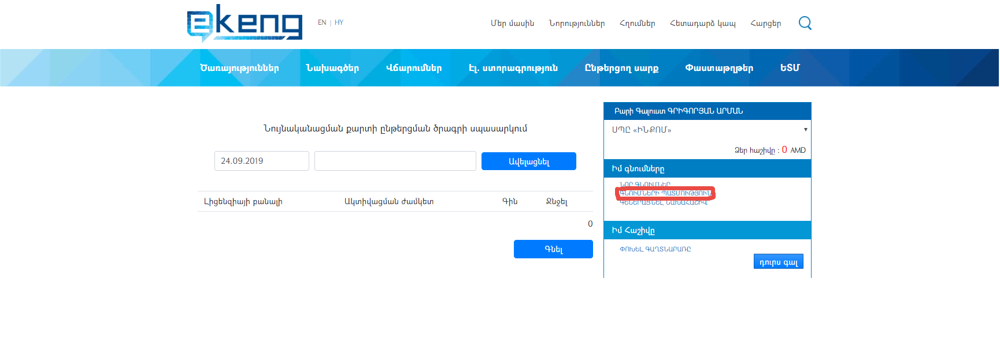 ekeng
EN | HY
Մեր մասին Նորություններ Հղումներ Հետադարձ կապ Հարցեր
Ծառայություններ Նախագծեր Վճարումներ Էլ. ստորագրություն Ընթերցող սարք Փաստաթղթեր ԵՏՄ
Նույնականացման քարտի ընթերցման ծրագրի սպասարկում
24.09.2019 Ավելացնել
Լիցենզիայի բանալի Ակտիվացման ժամկետ Գին Ջնջել
0
Գնել
Բարի Գալուստ ԳՐԻԳՈՐՅԱՆ ԱՐՄԱՆ
ՍՊԸ «ԻՆՔՈՄ»
Ձեր հաշիվը : 0 AMD
Իմ գնումները
ՆՈՐ ԳՆՈՒՄՆԵՐ
ԳՆՈՒՄՆԵՐԻ ՊԱՏՄՈՒԹՅՈՒՆ
ԳԵՆԵՐԱՑՆԵԼ ՆԱԽԱՀԱՇԻՎ
Իմ Հաշիվը
ՓՈԽԵԼ ԳԱՂՏՆԱԲԱՌԸ
դուրս գալ